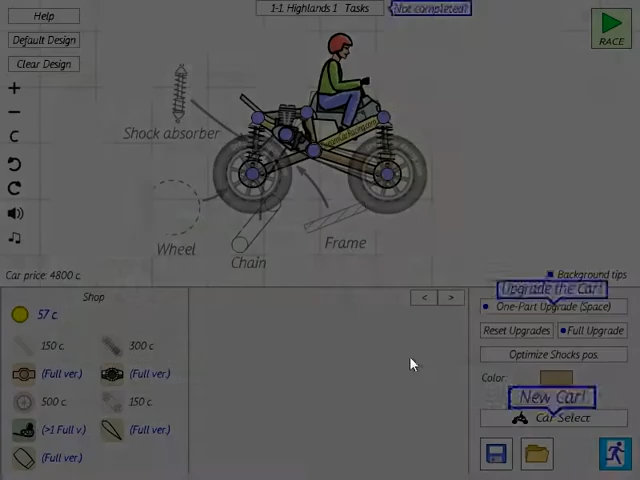 Help
1-1. Highlands 1 Tasks
Not completed?
Default Design
RACE
Clear Design
Shock absorber
DreamCarRacing.com
Wheel
Chain
Frame
Car price: 4800 c.
Background tips
Shop
<
>
Upgrade the Car!
57 c.
One-Part Upgrade (Space)
150 c.
300 c.
Reset Upgrades
Full Upgrade
Optimize Shocks pos.
(Full ver.)
(Full ver.)
Color:
500 c.
150 c.
New Car!
Car Select
(>1 Full v.)
(Full ver.)
(Full ver.)